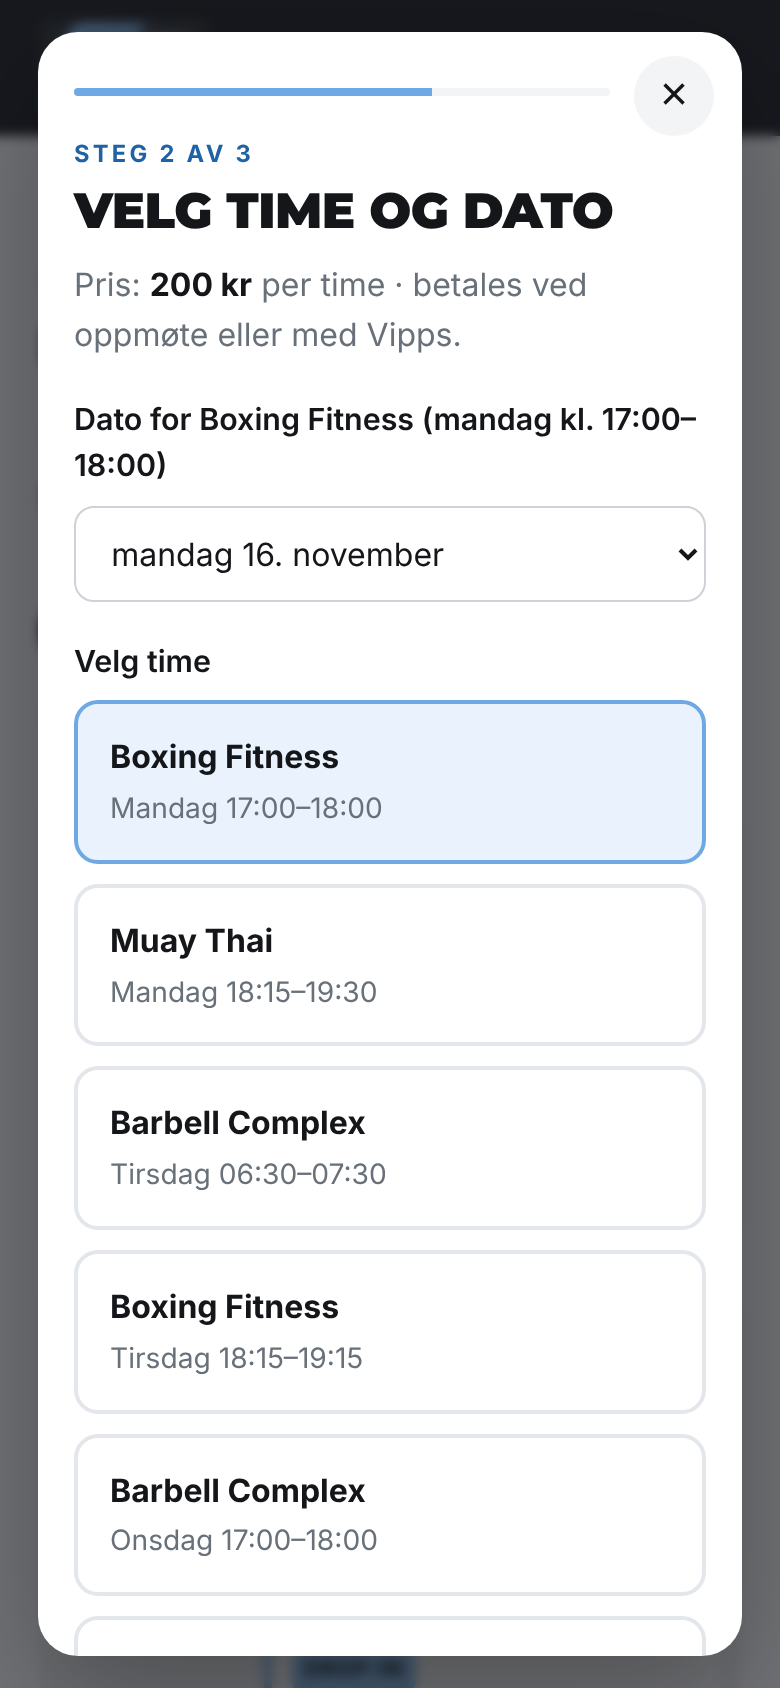 STEG 2 AV 3
VELG TIME OG DATO
Pris: 200 kr per time · betales ved
oppmøte eller med Vipps.
Dato for Boxing Fitness (mandag kl. 17:00–
18:00)
mandag 16. november
Velg time
Boxing Fitness
Mandag 17:00–18:00
Muay Thai
Mandag 18:15–19:30
Barbell Complex
Tirsdag 06:30–07:30
Boxing Fitness
Tirsdag 18:15–19:15
Barbell Complex
Onsdag 17:00–18:00